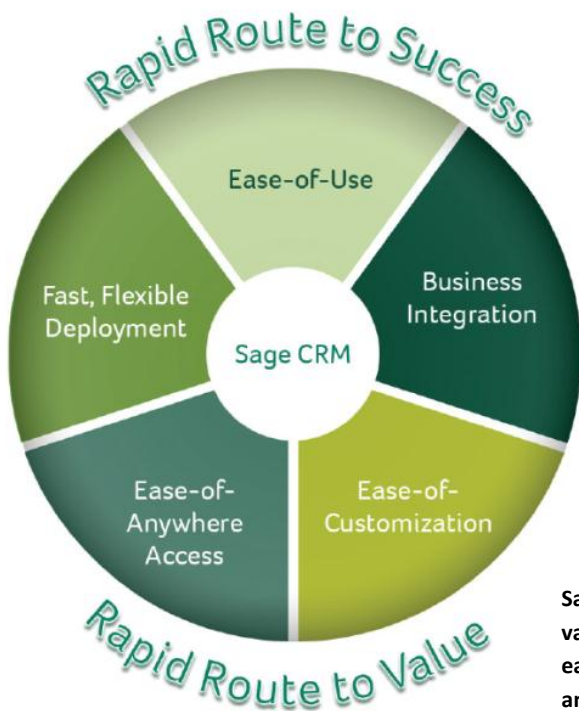 Rapid Route to Success
Ease-of-Use
Business
Integration
Fast, Flexible
Deployment
Sage CRM
Ease-of-
Customization
Ease-of-
Anywhere
Access
Rapid Route to Value